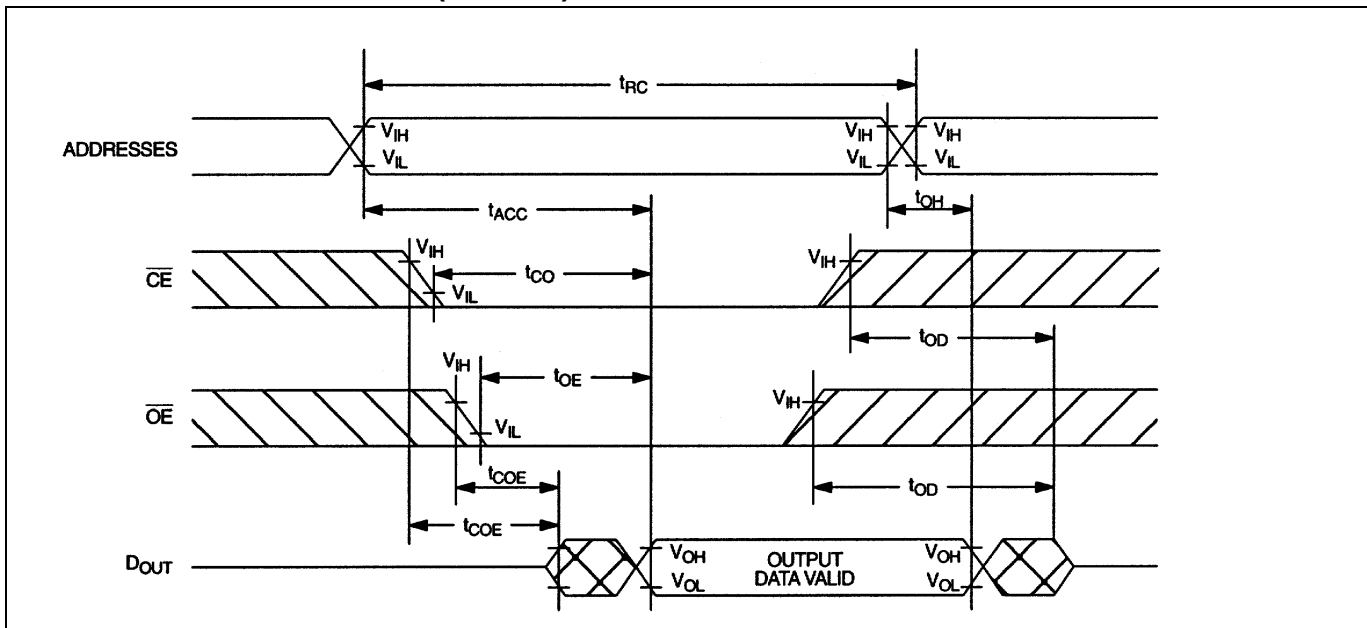 tRC
ADDRESSES
VIH
VIL
VIH
VIL
VIH
VIL
tACC
tOH
CE
VIH
VIL
tCO
VIH
tOD
OE
VIH
VIL
tOE
VIH
tCOE
tOD
tCOE
DOUT
VOH
VOL
OUTPUT
DATA VALID
VOH
VOL